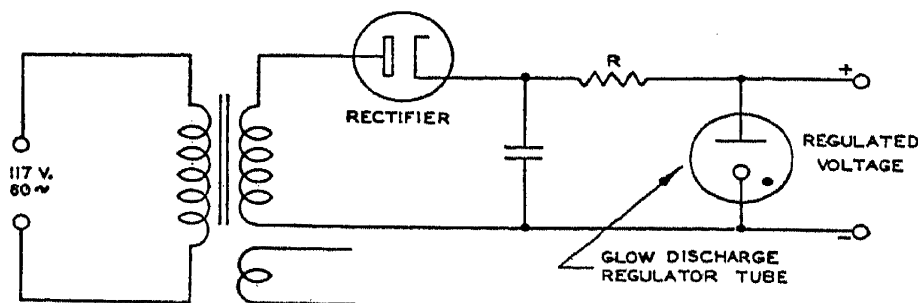 117 V.
60 ~
RECTIFIER
R
+
REGULATED
VOLTAGE
−
GLOW DISCHARGE
REGULATOR TUBE